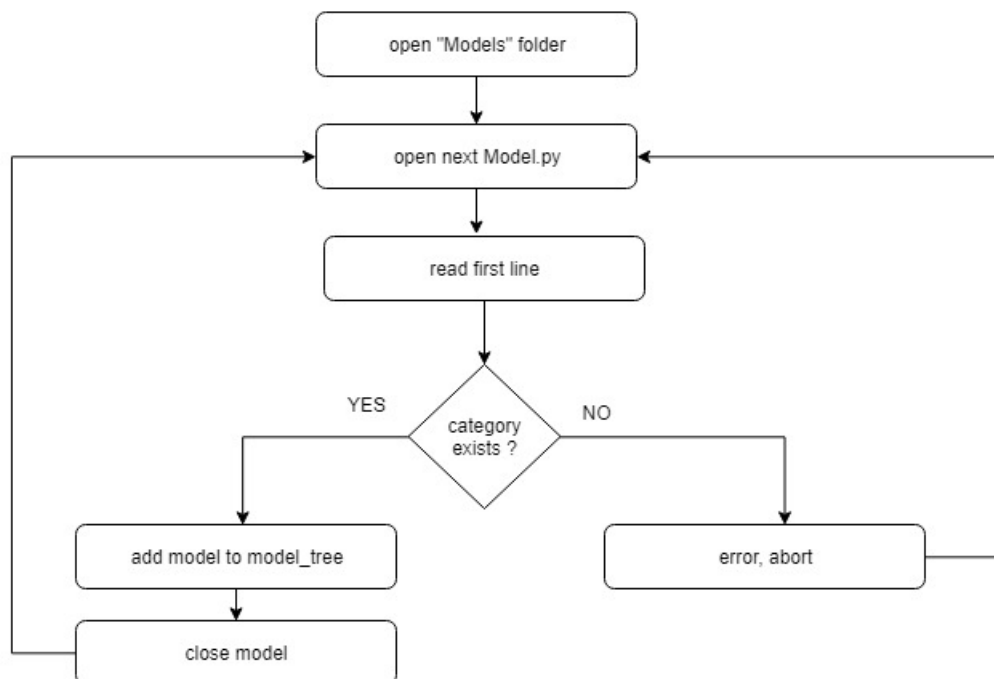 open "Models" folder
open next Model.py
read first line
YES
NO
category
exists ?
add model to model_tree
error, abort
close model